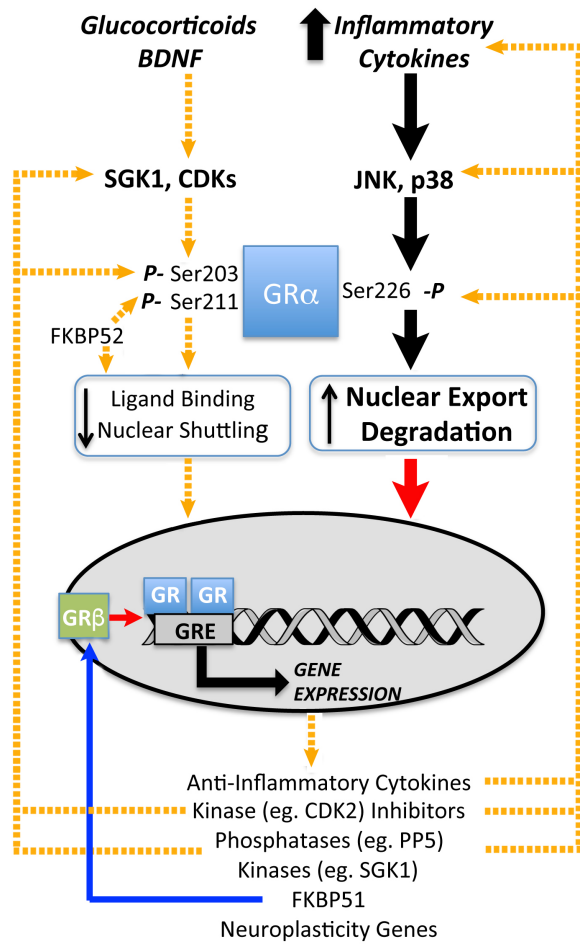 Glucocorticoids
BDNF
Inflammatory
Cytokines
SGK1, CDKs
JNK, p38
P- Ser203
P- Ser211
GRα
Ser226 -P
FKBP52
Ligand Binding
Nuclear Shuttling
Nuclear Export
Degradation
GRβ
GR GR
GRE
GENE
EXPRESSION
Anti-Inflammatory Cytokines
Kinase (eg. CDK2) Inhibitors
Phosphatases (eg. PP5)
Kinases (eg. SGK1)
FKBP51
Neuroplasticity Genes